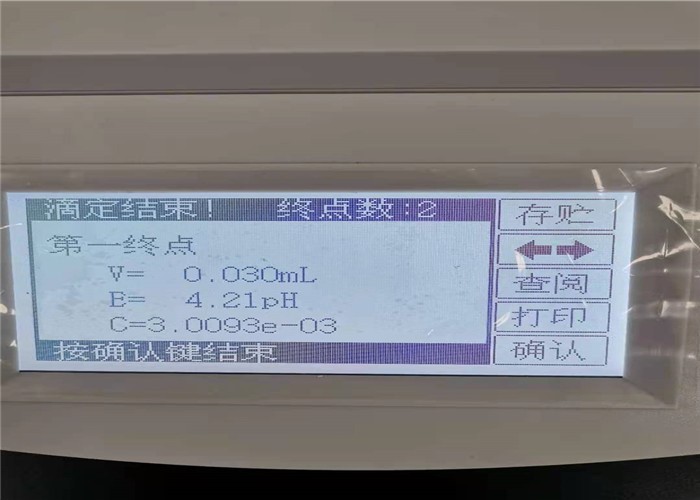 滴定结束! 终点数:2
第一终点
V= 0.030mL
E= 4.21pH
C=3.0093e-03
按确认键结束
存贮
查阅
打印
确认